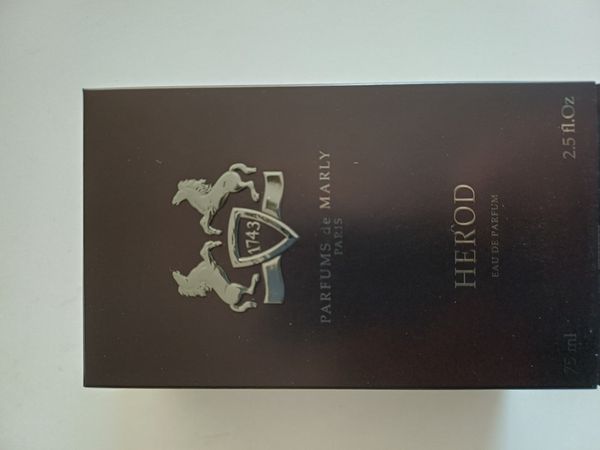 1743
PARFUMS de MARLY
PARIS
HEROD
EAU DE PARFUM
75 ml 2.5 fl.Oz